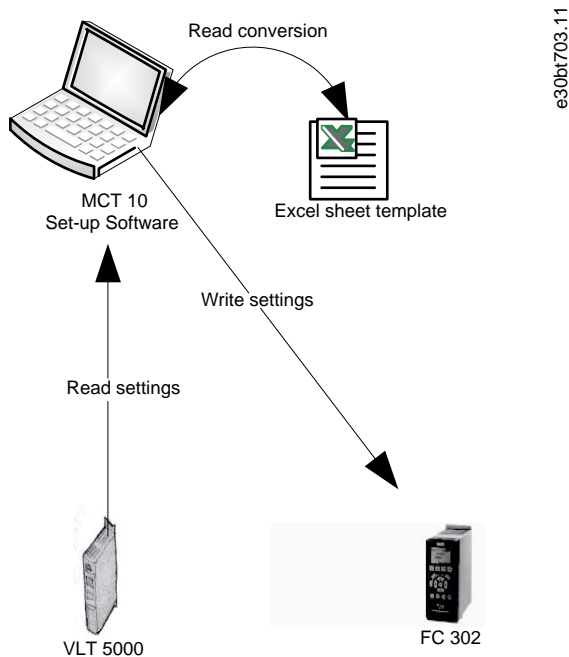 Read conversion
e30bt703.11
MCT 10
Set-up Software
Excel sheet template
Write settings
Read settings
VLT 5000
FC 302